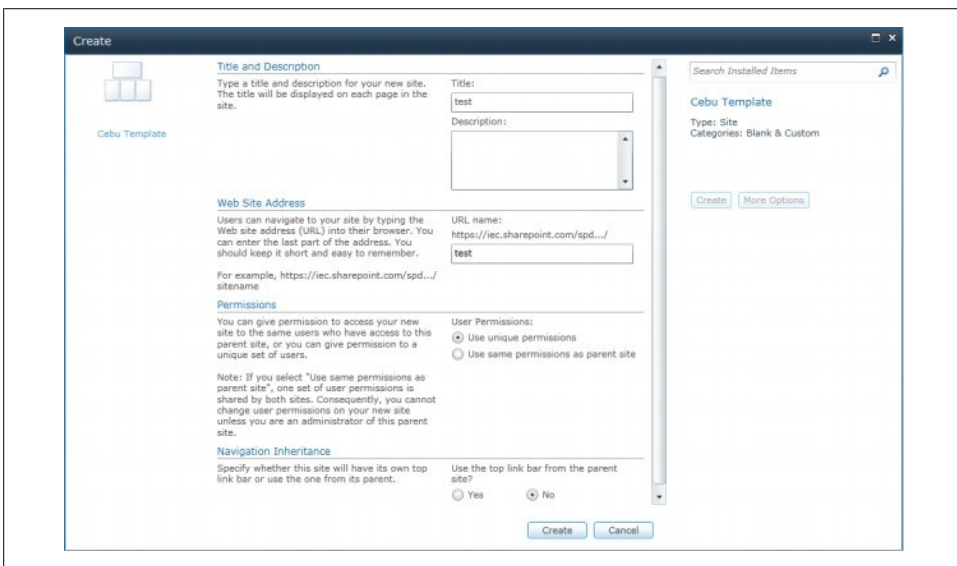 Create
Cebu Template
Title and Description
Type a title and description for your new site.
The title will be displayed on each page in the
site.
Title:
test
Description:
Web Site Address
Users can navigate to your site by typing the
Web site address (URL) into their browser. You
can enter the last part of the address. You
should keep it short and easy to remember.
For example, https://iec.sharepoint.com/spd.../
sitename
URL name:
https://iec.sharepoint.com/spd.../
test
Permissions
You can give permission to access your new
site to the same users who have access to this
parent site, or you can give permission to a
unique set of users.
Note: If you select "Use same permissions as
parent site", one set of user permissions is
shared by both sites. Consequently, you cannot
change user permissions on your new site
unless you are an administrator of this parent
site.
User Permissions:
Use unique permissions
Use same permissions as parent site
Navigation Inheritance
Specify whether this site will have its own top
link bar or use the one from its parent.
Use the top link bar from the parent
site?
Yes No
Create Cancel
Search Installed Items
Cebu Template
Type: Site
Categories: Blank & Custom
Create More Options